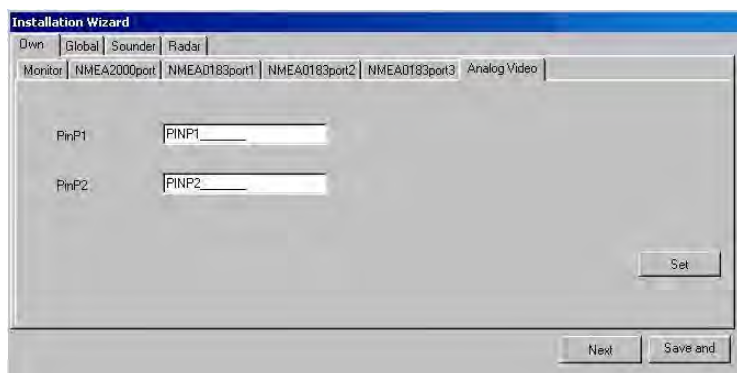 Installation Wizard
Own Global Sounder Radar
Monitor NMEA2000port NMEA0183port1 NMEA0183port2 NMEA0183port3 Analog Video
PinP1 PINP1______
PinP2 PINP2______
Set
Next Save and